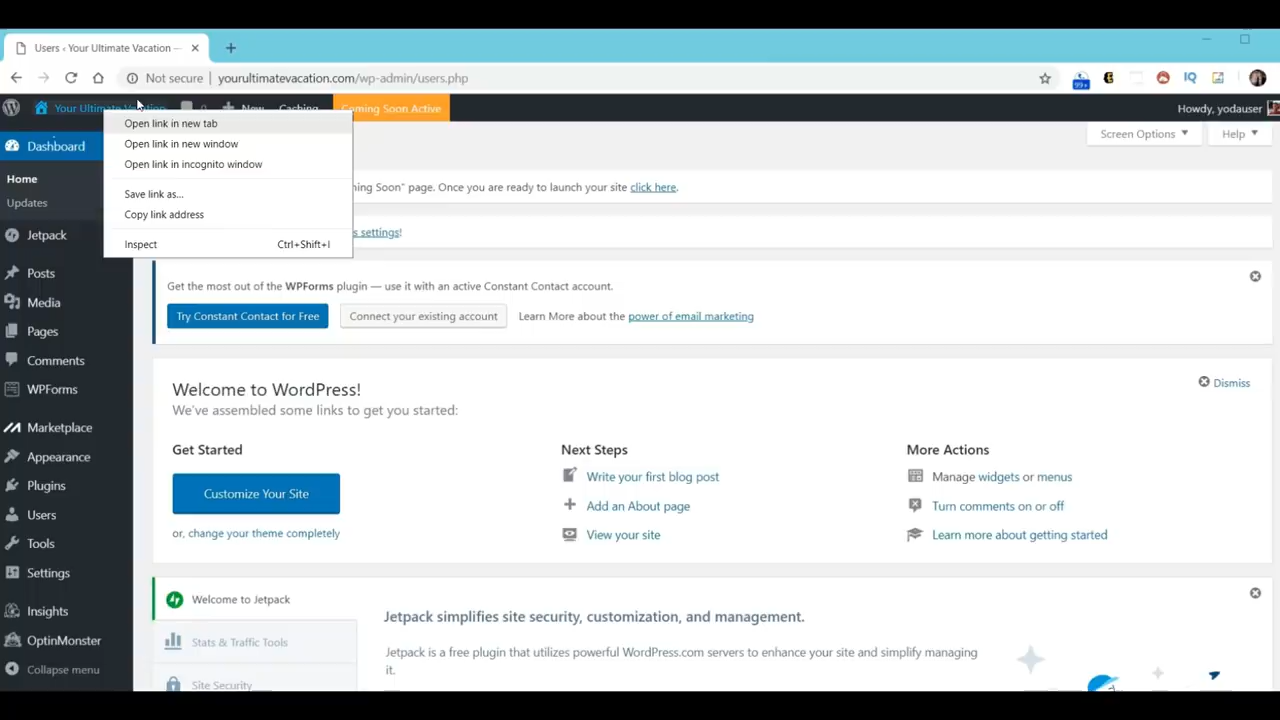 Users ‹ Your Ultimate Vacation —
Not secure | yourultimatevacation.com/wp-admin/users.php
99+
IQ
Your Ultimate Vacation 0 New Caching Coming Soon Active Howdy, yodauser
Open link in new tab
Open link in new window
Open link in incognito window
Save link as...
Copy link address
Inspect Ctrl+Shift+I
Dashboard
Home
Updates
Jetpack
Posts
Media
Pages
Comments
WPForms
Marketplace
Appearance
Plugins
Users
Tools
Settings
Insights
OptinMonster
Collapse menu
Screen Options Help
ing Soon" page. Once you are ready to launch your site click here.
s settings!
Get the most out of the WPForms plugin — use it with an active Constant Contact account.
Try Constant Contact for Free Connect your existing account Learn More about the power of email marketing
Welcome to WordPress!
Dismiss
We've assembled some links to get you started:
Get Started
Customize Your Site
or, change your theme completely
Next Steps
Write your first blog post
Add an About page
View your site
More Actions
Manage widgets or menus
Turn comments on or off
Learn more about getting started
Welcome to Jetpack
Stats & Traffic Tools
Site Security
Jetpack simplifies site security, customization, and management.
Jetpack is a free plugin that utilizes powerful WordPress.com servers to enhance your site and simplify managing
it.